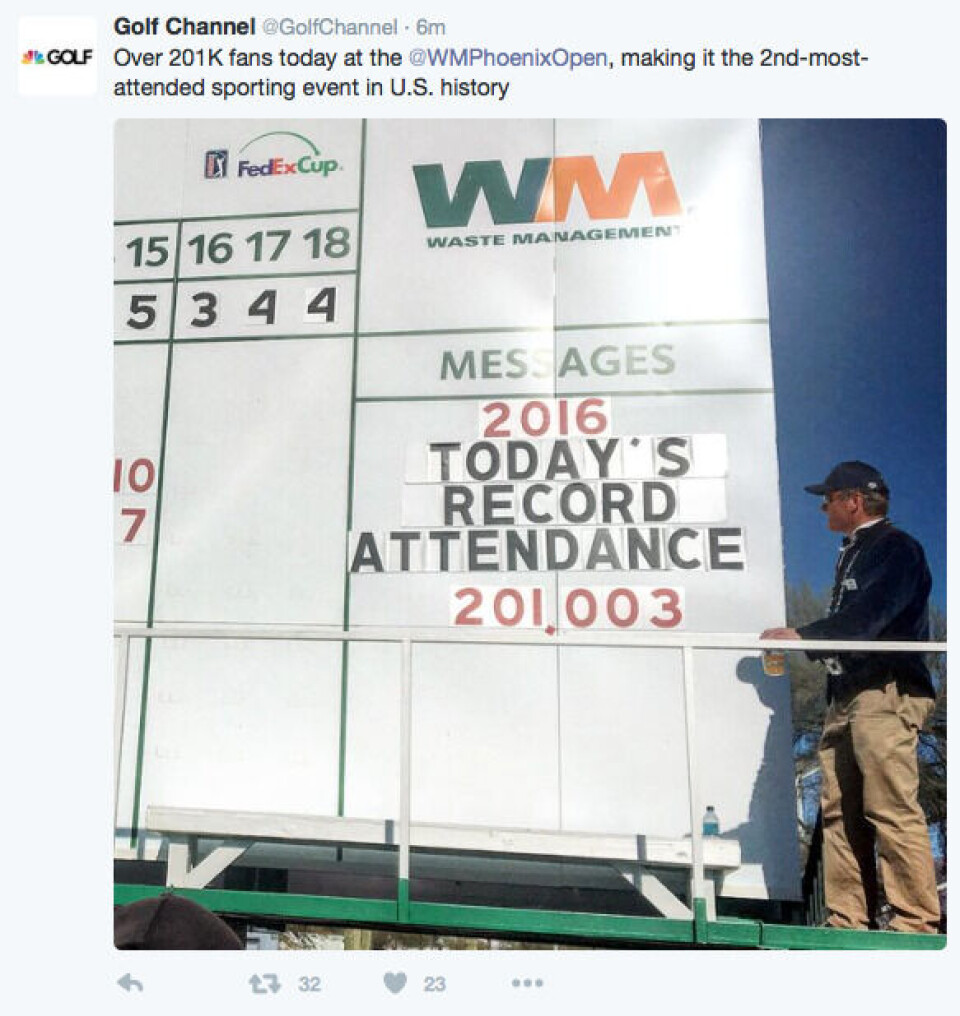 Golf Channel @GolfChannel · 6m
GOLF
Over 201K fans today at the @WMPhoenixOpen, making it the 2nd-most-
attended sporting event in U.S. history
FedExCup.
WM
WASTE MANAGEMENT
15 16 17 18
5 3 4 4
MESSAGES
2016
TODAY'S
RECORD
ATTENDANCE
201,003
10
7
32 23